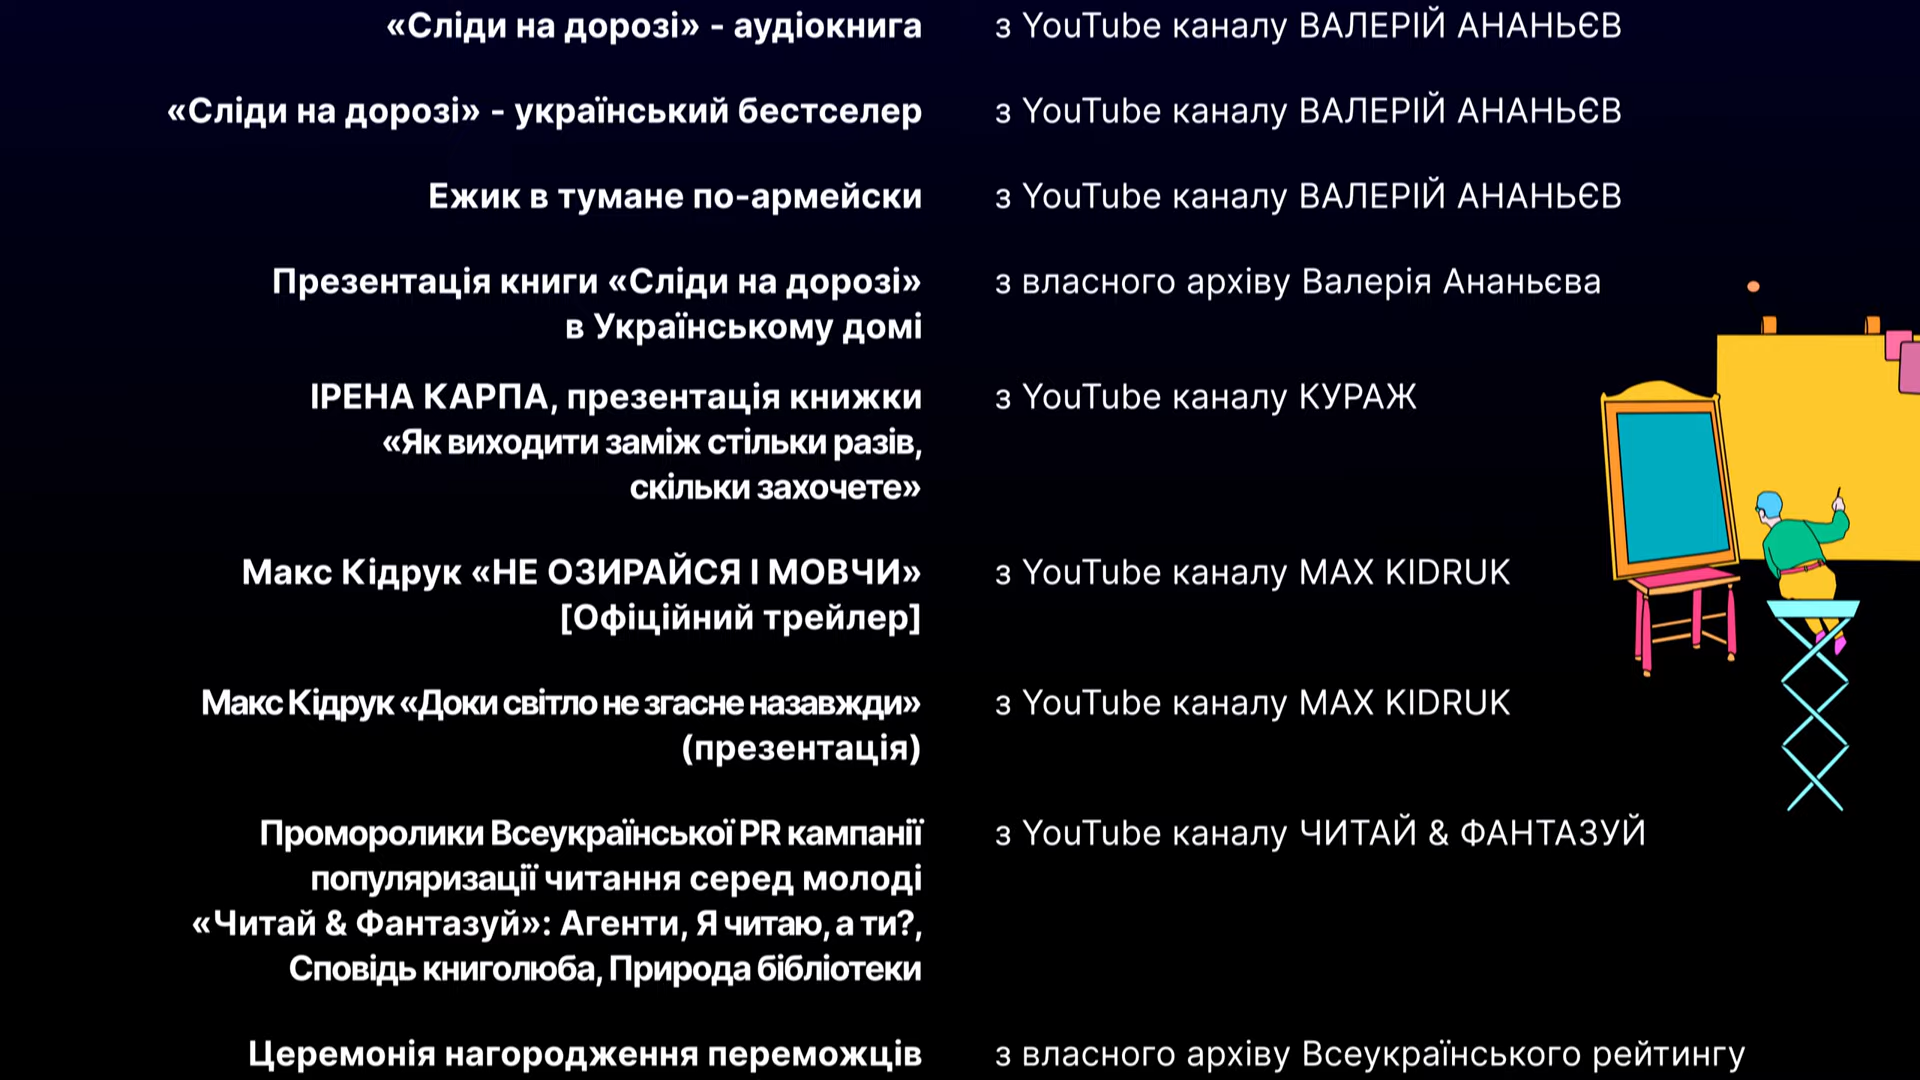 «Сліди на дорозі» - аудіокнига з YouTube каналу ВАЛЕРІЙ АНАНЬЄВ
«Сліди на дорозі» - український бестселер з YouTube каналу ВАЛЕРІЙ АНАНЬЄВ
Ежик в тумане по-армейски з YouTube каналу ВАЛЕРІЙ АНАНЬЄВ
Презентація книги «Сліди на дорозі» з власного архіву Валерія Ананьєва
в Українському домі
ІРЕНА КАРПА, презентація книжки з YouTube каналу КУРАЖ
«Як виходити заміж стільки разів,
скільки захочете»
Макс Кідрук «НЕ ОЗИРАЙСЯ І МОВЧИ» з YouTube каналу MAX KIDRUK
[Офіційний трейлер]
Макс Кідрук «Доки світло не згасне назавжди» з YouTube каналу MAX KIDRUK
(презентація)
Проморолики Всеукраїнської PR кампанії з YouTube каналу ЧИТАЙ & ФАНТАЗУЙ
популяризації читання серед молоді
«Читай & Фантазуй»: Агенти, Я читаю, а ти?,
Сповідь книголюба, Природа бібліотеки
Церемонія нагородження переможців з власного архіву Всеукраїнського рейтингу